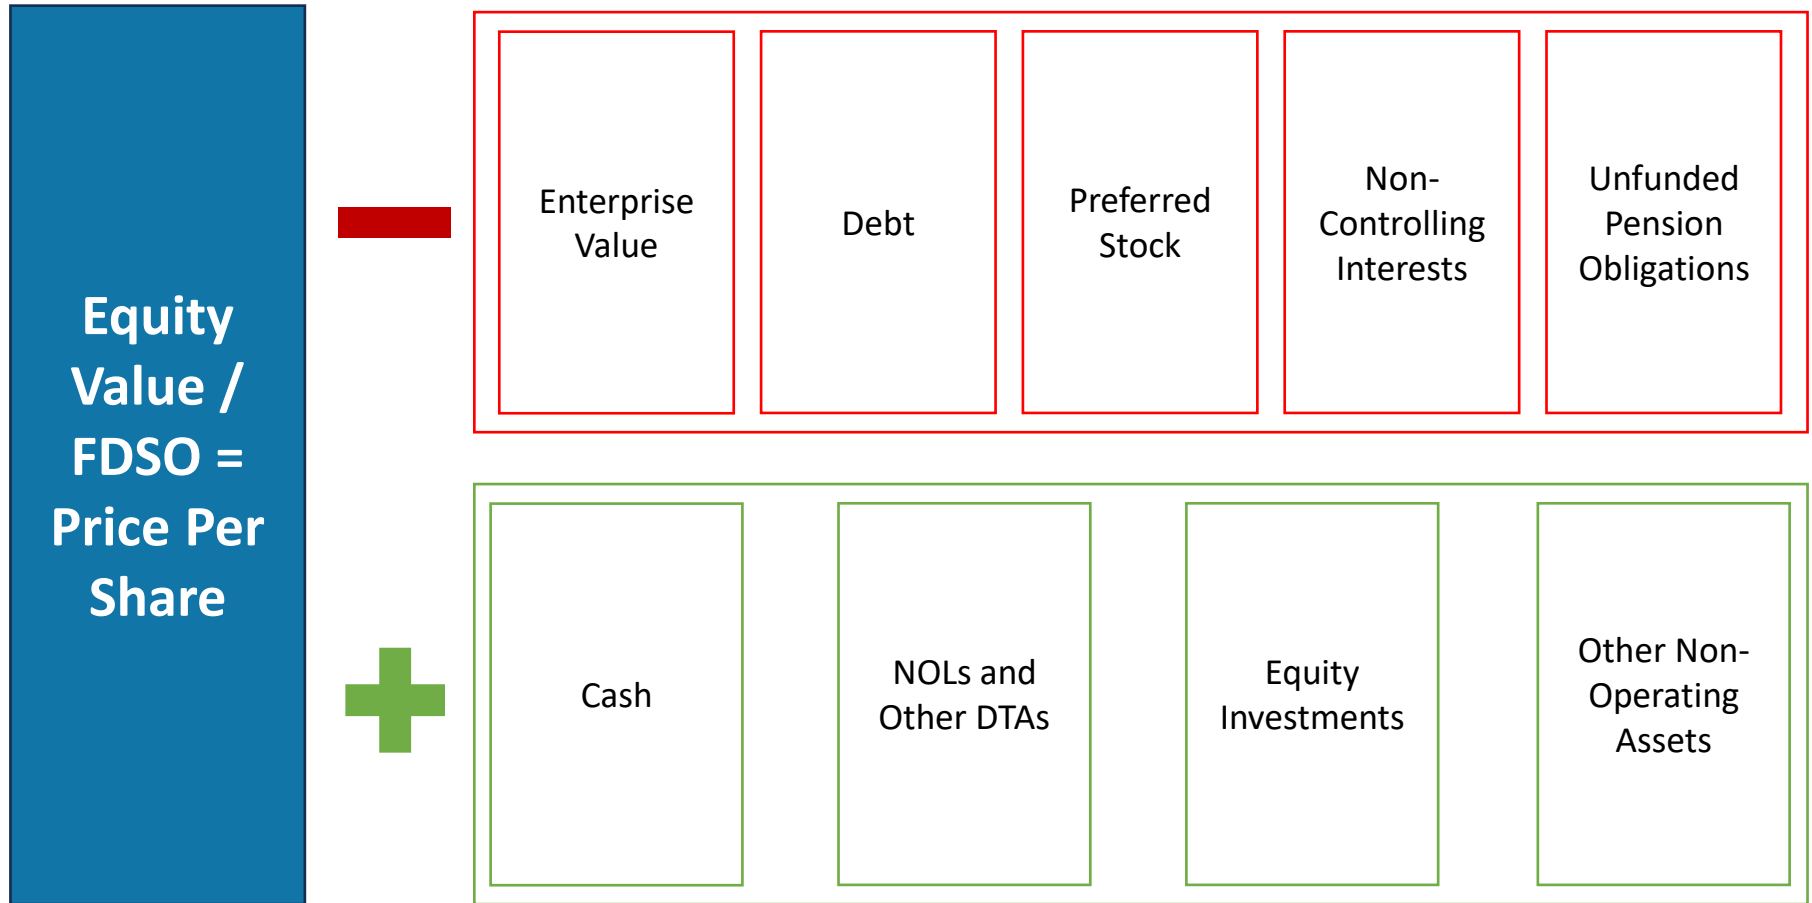 Equity
Value /
FDSO =
Price Per
Share
Enterprise
Value
Debt
Preferred
Stock
Non-
Controlling
Interests
Unfunded
Pension
Obligations
Cash
NOLs and
Other DTAs
Equity
Investments
Other Non-
Operating
Assets